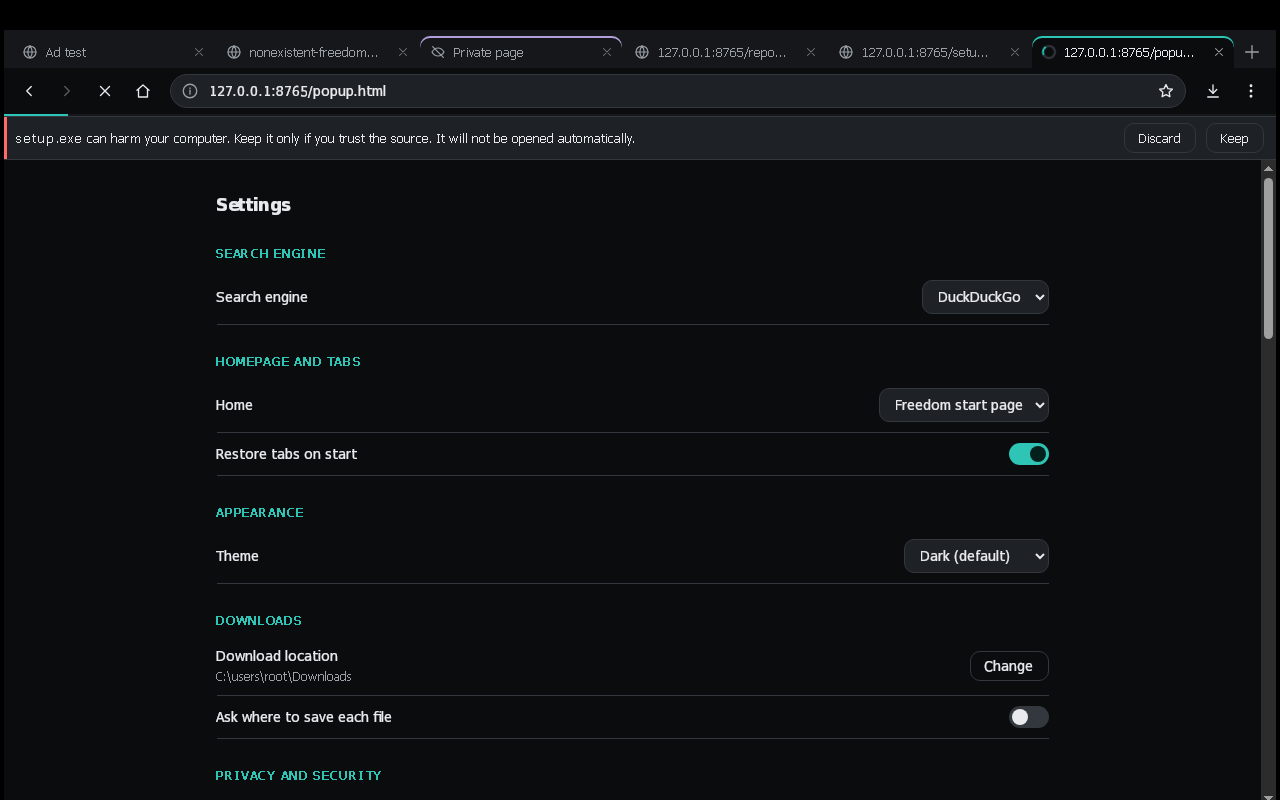 Ad test
nonexistent-freedom...
Private page
127.0.0.1:8765/repo...
127.0.0.1:8765/setu...
127.0.0.1:8765/popu...
127.0.0.1:8765/popup.html
setup.exe can harm your computer. Keep it only if you trust the source. It will not be opened automatically.
Discard
Keep
Settings
SEARCH ENGINE
Search engine
DuckDuckGo
HOMEPAGE AND TABS
Home
Freedom start page
Restore tabs on start
APPEARANCE
Theme
Dark (default)
DOWNLOADS
Download location
C:\users\root\Downloads
Change
Ask where to save each file
PRIVACY AND SECURITY